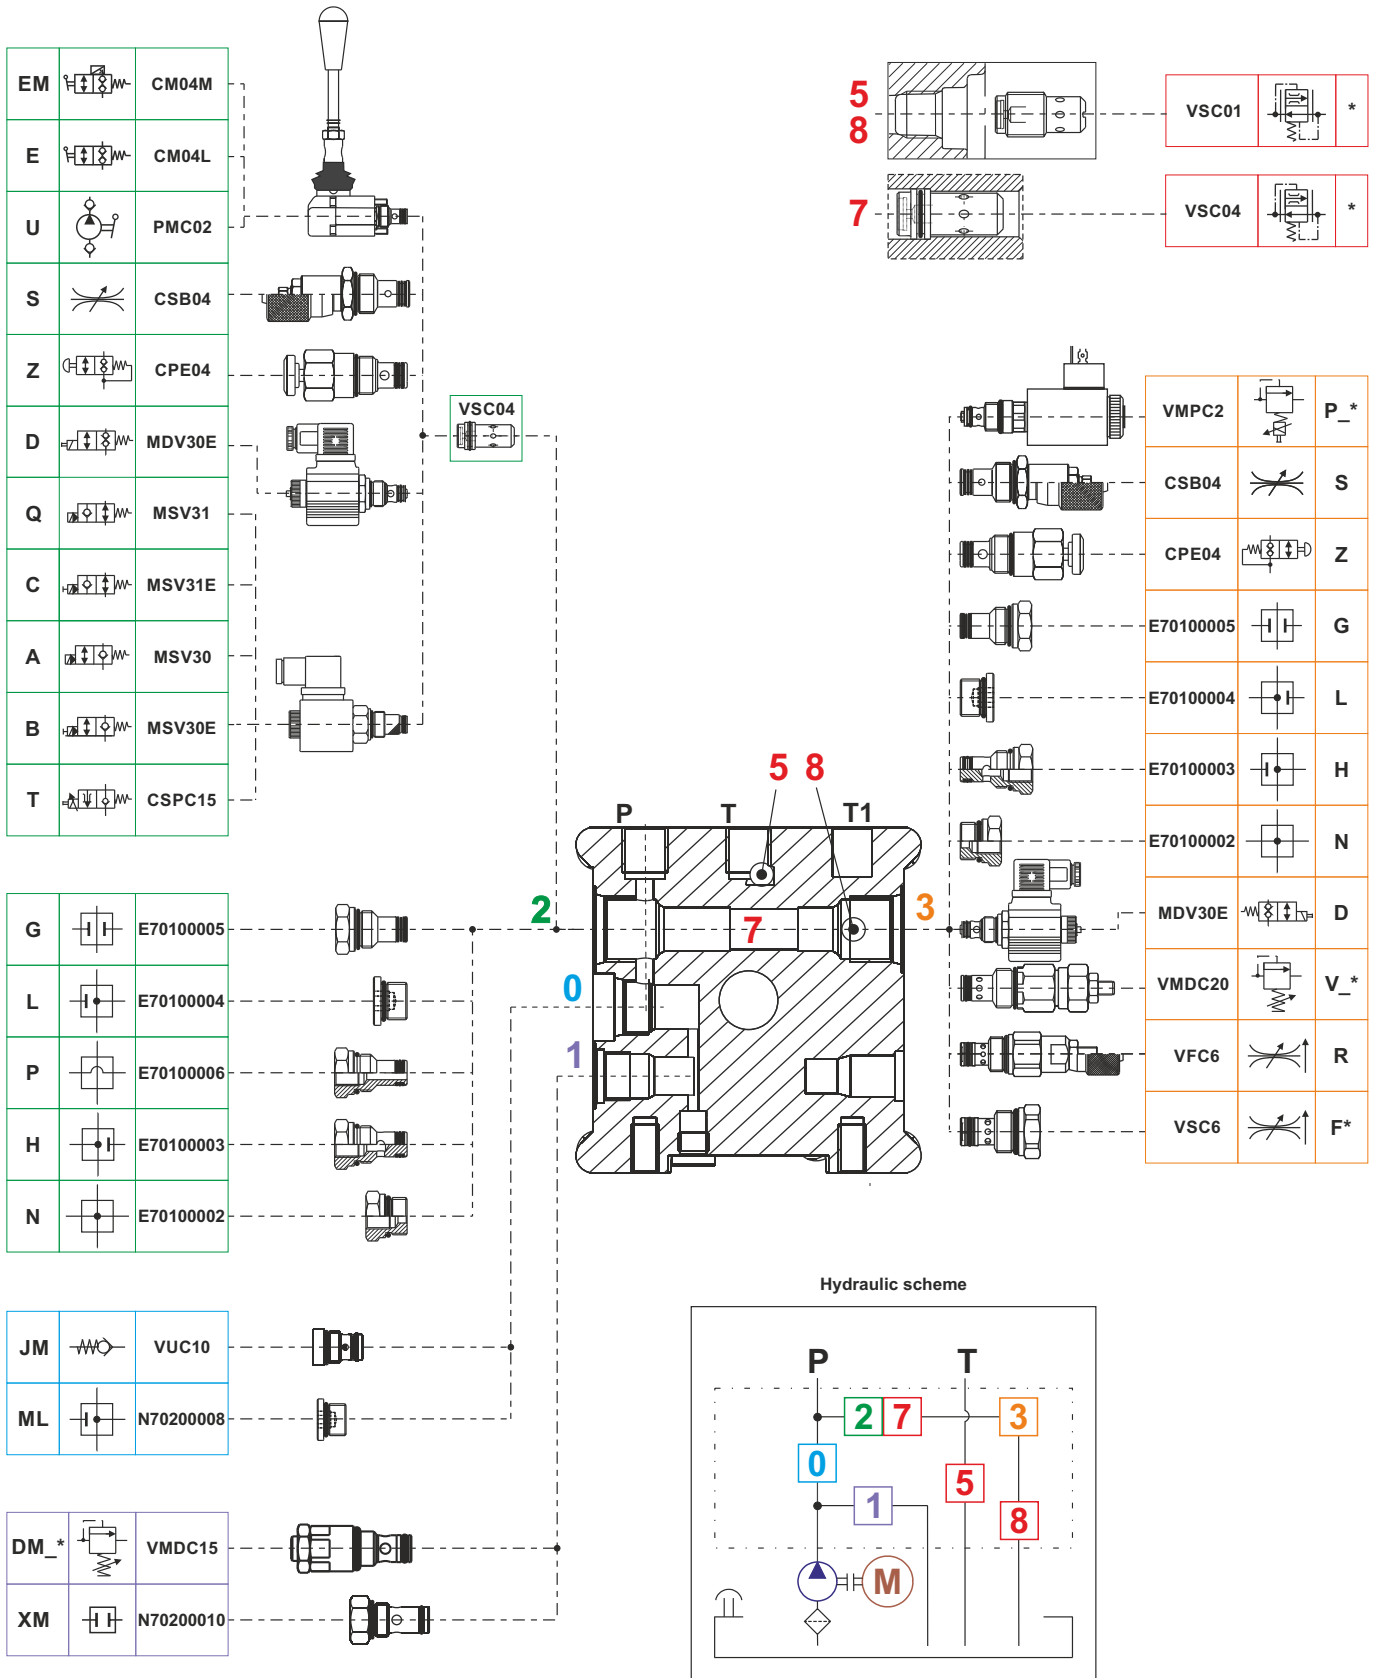 EM CM04M
E CM04L
U PMC02
S CSB04
Z CPE04
D MDV30E
Q MSV31
C MSV31E
A MSV30
B MSV30E
T CSPC15
VSC04
5
8
VSC01 *
7
VSC04 *
VMPC2 P_*
CSB04 S
CPE04 Z
E70100005 G
E70100004 L
E70100003 H
E70100002 N
MDV30E D
VMDC20 V_*
VFC6 R
VSC6 F*
5 8
P T T1
2 7 3
0
1
G E70100005
L E70100004
P E70100006
H E70100003
N E70100002
JM VUC10
ML N70200008
DM_* VMDC15
XM N70200010
Hydraulic scheme
P T
2 7 3
0
5
1
8
M